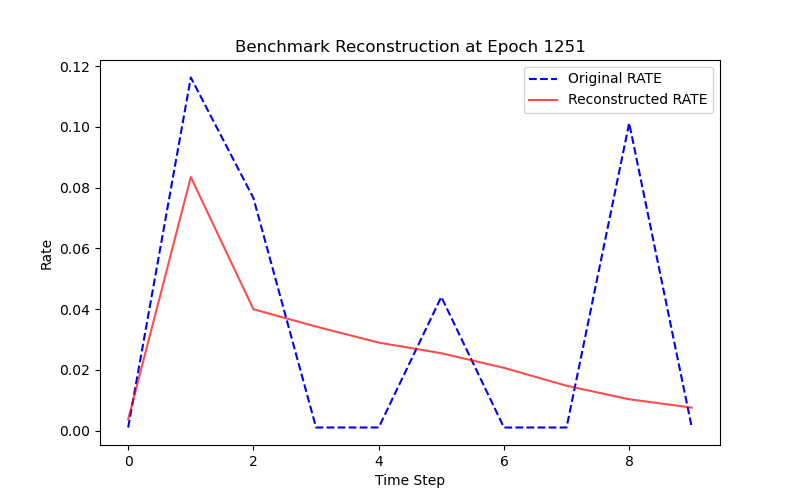 Benchmark Reconstruction at Epoch 1251
Original RATE
Reconstructed RATE
0.12
0.10
0.08
0.06
0.04
0.02
0.00
Rate
0 2 4 6 8
Time Step